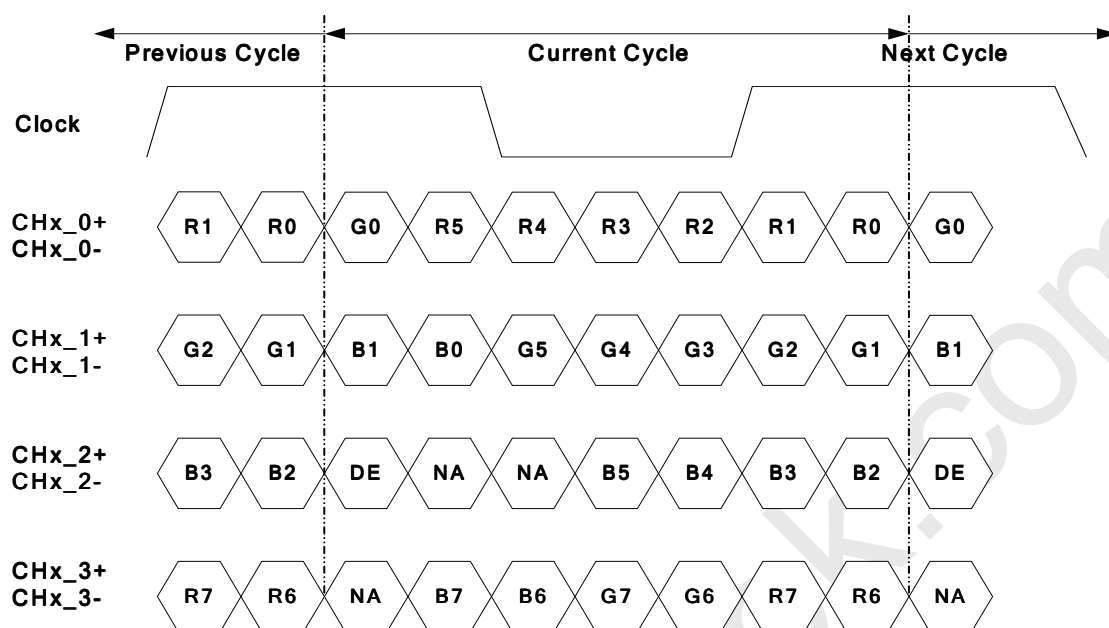 Previous Cycle Current Cycle Next Cycle
Clock
CHx_0+
CHx_0-
R1 R0 G0 R5 R4 R3 R2 R1 R0 G0
CHx_1+
CHx_1-
G2 G1 B1 B0 G5 G4 G3 G2 G1 B1
CHx_2+
CHx_2-
B3 B2 DE NA NA B5 B4 B3 B2 DE
CHx_3+
CHx_3-
R7 R6 NA B7 B6 G7 G6 R7 R6 NA
k.com